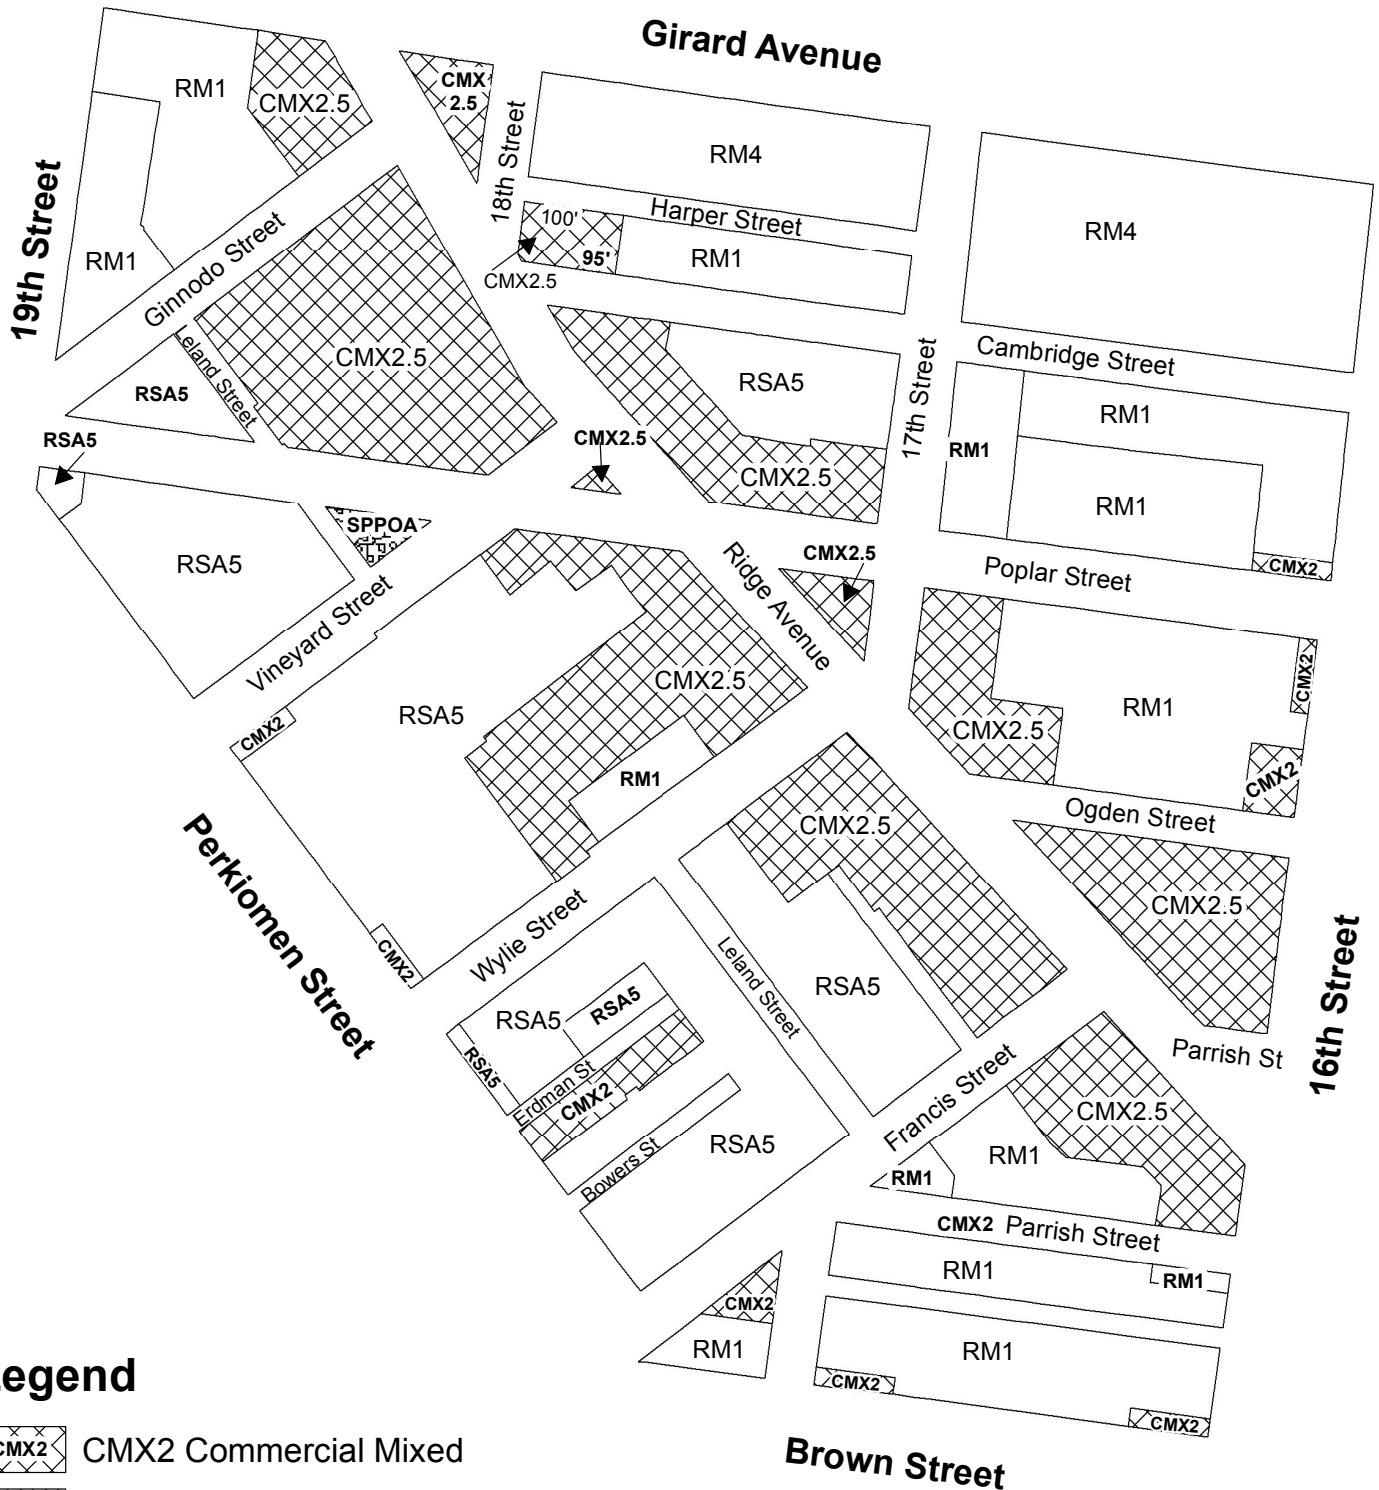 Girard Avenue
RM1
CMX2.5
CMX
2.5
18th Street
RM4
RM4
19th Street
RM1
Ginnodo Street
100'
95'
CMX2.5
Harper Street
RM1
CMX2.5
RSA5
Leland Street
RSA5
17th Street
Cambridge Street
RM1
RM1
RSA5
CMX2.5
CMX2.5
RM1
RSA5
SPPOA
Ridge Avenue
CMX2.5
Poplar Street
CMX2
Vineyard Street
CMX2
RSA5
CMX2.5
CMX2.5
RM1
CMX2
CMX2
RM1
Ogden Street
Perkiomen Street
CMX2
Wylie Street
CMX2.5
CMX2.5
16th Street
Leland Street
RSA5
RSA5
RSA5
RSA5
Erdman St
CMX2
Bowers St
RSA5
Francis Street
Parrish St
CMX2.5
RM1
RM1
CMX2
Parrish Street
RM1
RM1
CMX2
RM1
RM1
CMX2
CMX2
Brown Street
egend
CMX2
CMX2 Commercial Mixed